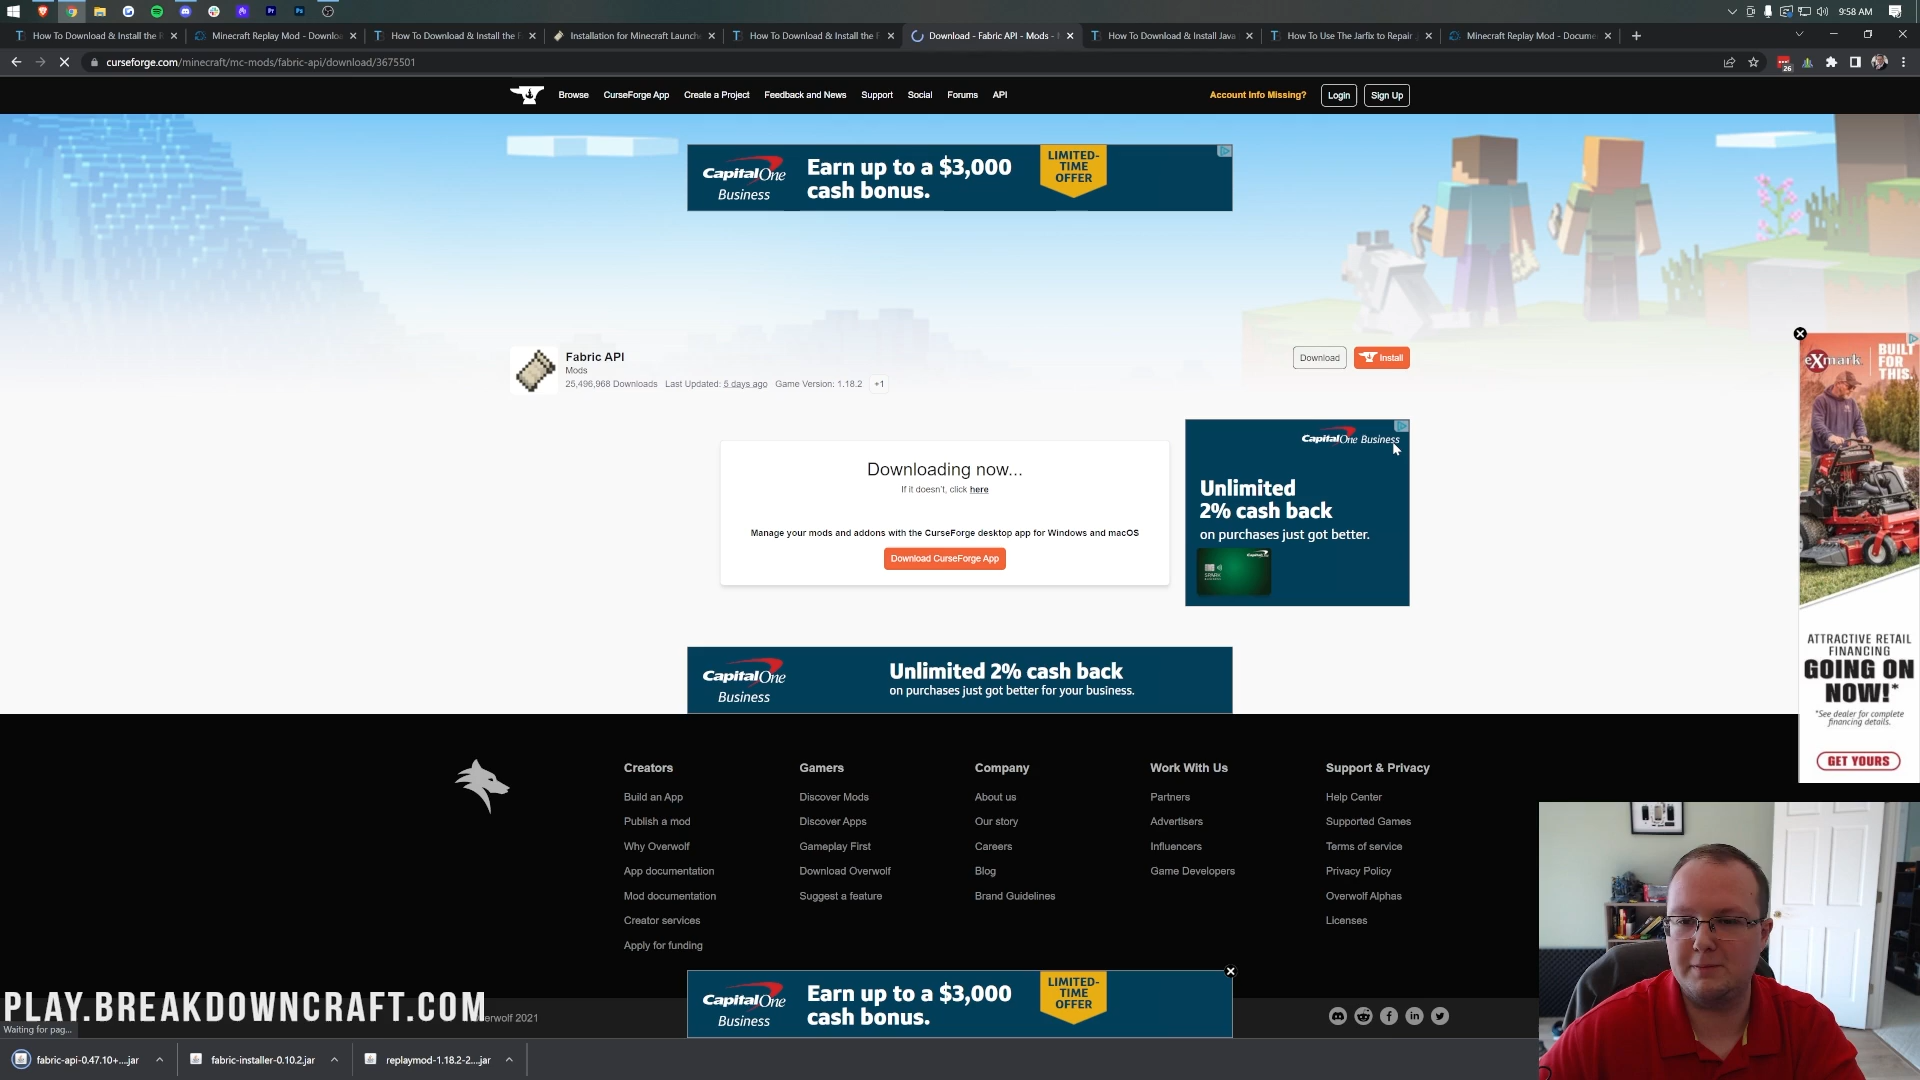 9:58 AM
How To Download & Install the
Minecraft Replay Mod - Downloa
How To Download & Install the
Installation for Minecraft Launch
How To Download & Install the
Download - Fabric API - Mods -
How To Download & Install Java
How To Use The Jarfix to Repair
Minecraft Replay Mod - Docume
curseforge.com/minecraft/mc-mods/fabric-api/download/3675501
26
Browse
CurseForge App
Create a Project
Feedback and News
Support
Social
Forums
API
Account Info Missing?
Login
Sign Up
CapitalOne
Business
Earn up to a $3,000
cash bonus.
LIMITED-
TIME
OFFER
Fabric API
Mods
25,496,968 Downloads Last Updated: 5 days ago Game Version: 1.18.2 +1
Download
Install
Downloading now...
If it doesn't, click here
Manage your mods and addons with the CurseForge desktop app for Windows and macOS
Download CurseForge App
CapitalOne Business
Unlimited
2% cash back
on purchases just got better.
CapitalOne
SPARK
eXmark
BUILT
FOR
THIS.
ATTRACTIVE RETAIL
FINANCING
GOING ON
NOW!*
*See dealer for complete
financing details.
GET YOURS
CapitalOne
Business
Unlimited 2% cash back
on purchases just got better for your business.
Creators
Build an App
Publish a mod
Why Overwolf
App documentation
Mod documentation
Creator services
Apply for funding
Gamers
Discover Mods
Discover Apps
Gameplay First
Download Overwolf
Suggest a feature
Company
About us
Our story
Careers
Blog
Brand Guidelines
Work With Us
Partners
Advertisers
Influencers
Game Developers
Support & Privacy
Help Center
Supported Games
Terms of service
Privacy Policy
Overwolf Alphas
Licenses
CapitalOne
Business
Earn up to a $3,000
cash bonus.
LIMITED-
TIME
OFFER
PLAY.BREAKDOWNCRAFT.COM
erwolf 2021
Waiting for pag...
fabric-api-0.47.10+....jar
fabric-installer-0.10.2.jar
replaymod-1.18.2-2....jar